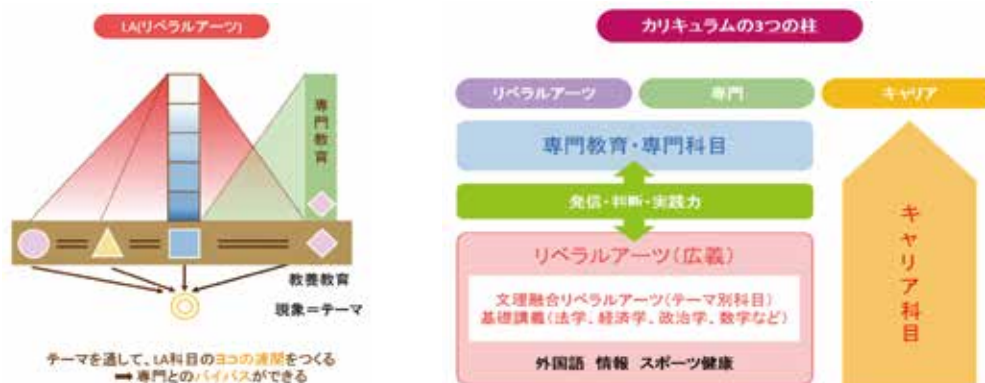 LA(リベラルアーツ)
専門教育
教養教育
現象＝テーマ
テーマを通して、LA科目の3つの連関をつくる
➡ 専門とのバイパスができる
カリキュラムの3つの柱
リベラルアーツ
専門
キャリア
専門教育・専門科目
発信・判断・実践力
リベラルアーツ(広義)
文理融合リベラルアーツ(テーマ別科目)
基礎講義(法学、経済学、政治学、数学など)
外国語 情報 スポーツ健康
キャリア科目